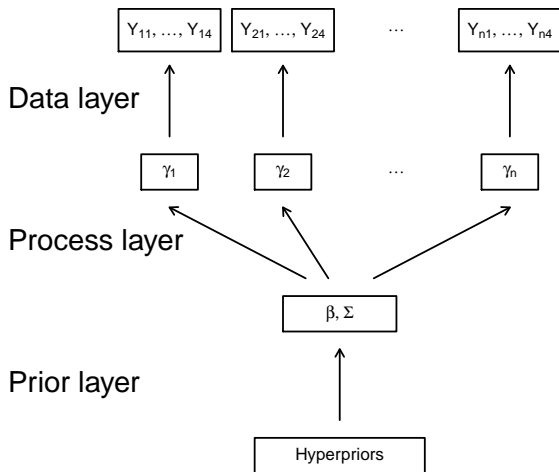 Y₁₁, ..., Y₁₄ Y₂₁, ..., Y₂₄ ... Yₙ₁, ..., Yₙ₄
Data layer
γ₁ γ₂ ... γₙ
Process layer
β, Σ
Prior layer
Hyperpriors